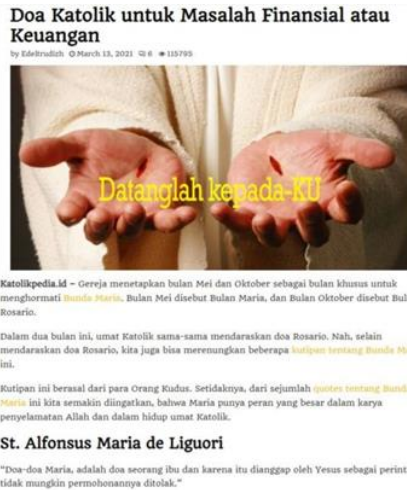 Doa Katolik untuk Masalah Finansial atau
Keuangan
by Edeltrudizh March 13, 2021 6 115795
Datanglah kepada-KU
Katolikpedia.id – Gereja menetapkan bulan Mei dan Oktober sebagai bulan khusus untuk
menghormati Bunda Maria. Bulan Mei disebut Bulan Maria, dan Bulan Oktober disebut Bul
Rosario.
Dalam dua bulan ini, umat Katolik sama-sama mendaraskan doa Rosario. Nah, selain
mendaraskan doa Rosario, kita juga bisa merenungkan beberapa kutipan tentang Bunda M
ini.
Kutipan ini berasal dari para Orang Kudus. Setidaknya, dari sejumlah quotes tentang Bund
Maria ini kita semakin diingatkan, bahwa Maria punya peran yang besar dalam karya
penyelamatan Allah dan dalam hidup umat Katolik.
St. Alfonsus Maria de Liguori
"Doa-doa Maria, adalah doa seorang ibu dan karena itu dianggap oleh Yesus sebagai perint
tidak mungkin permohonannya ditolak."